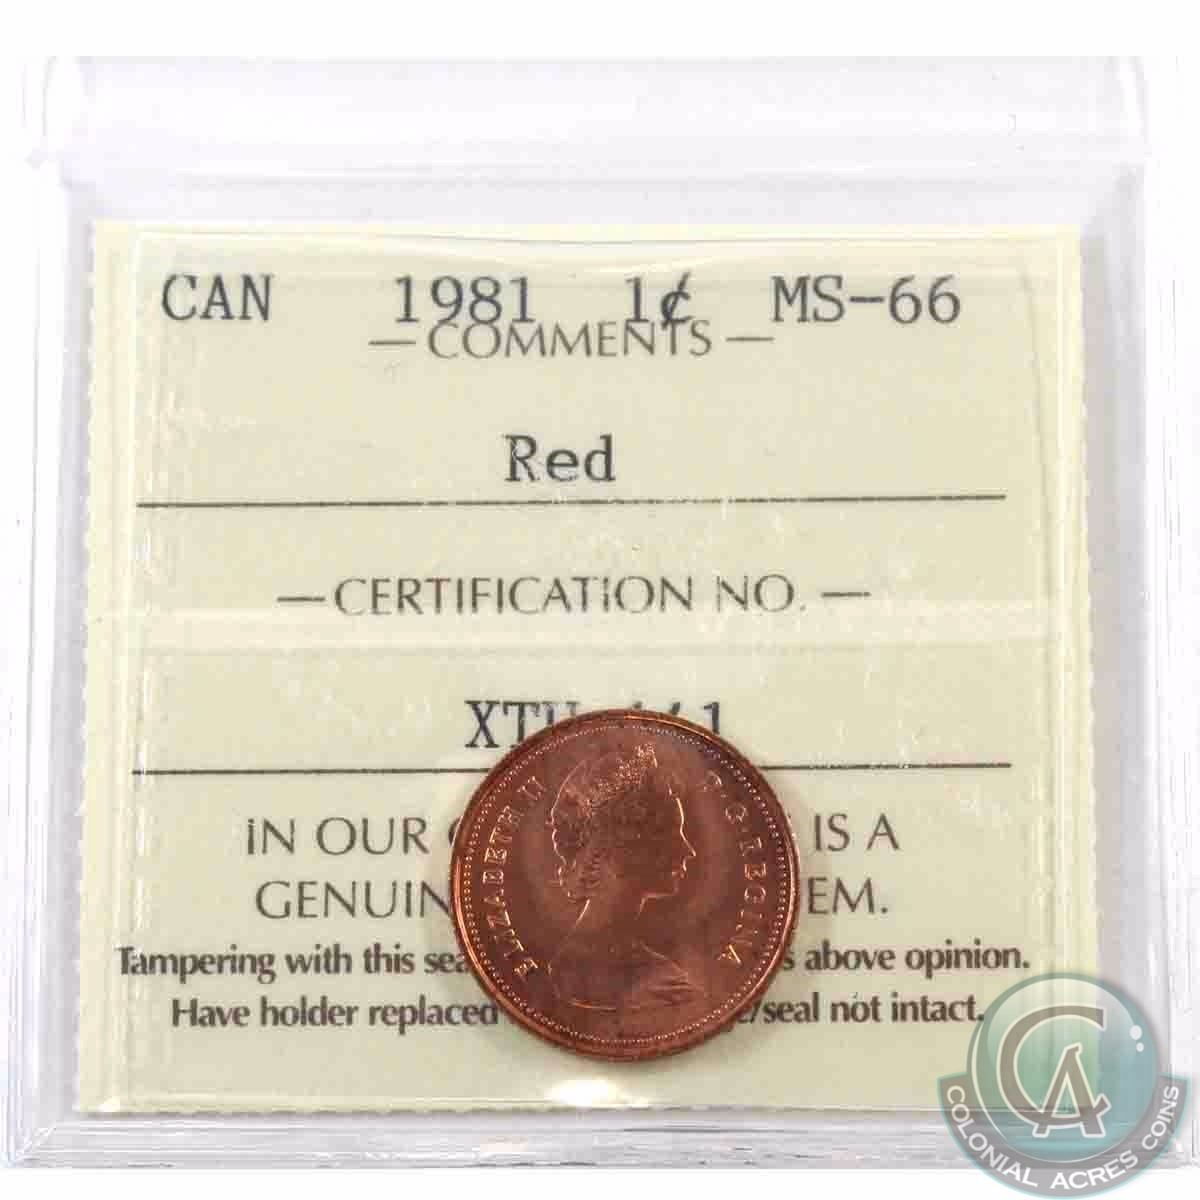 CAN 1981 1¢ MS-66
— COMMENTS —
Red
— CERTIFICATION NO. —
IN OUR IS A
GENUIN EM.
Tampering with this sea s above opinion.
Have holder replaced /seal not intact.
ELIZABETH II D·G·REGINA
CA
COLONIAL ACRES COINS